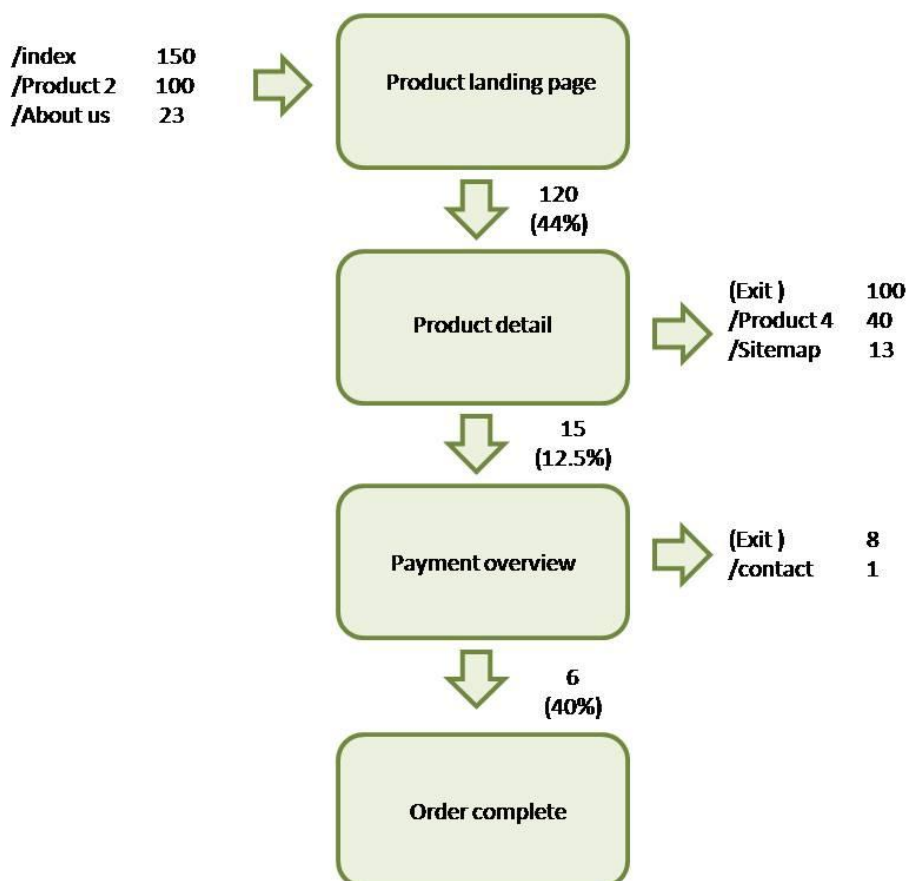 /index 150
/Product 2 100
/About us 23
Product landing page
120
(44%)
Product detail
(Exit ) 100
/Product 4 40
/Sitemap 13
15
(12.5%)
Payment overview
(Exit ) 8
/contact 1
6
(40%)
Order complete